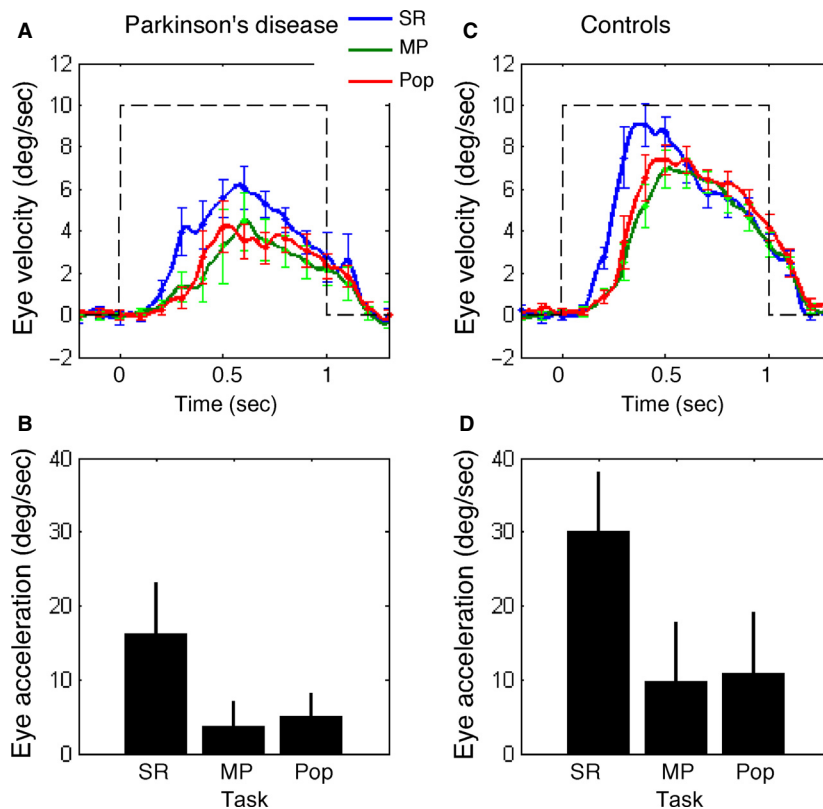 A
Parkinson's disease
SR
MP
Pop
C
Controls
12
10
8
6
4
2
0
−2
Eye velocity (deg/sec)
0
0.5
1
Time (sec)
12
10
8
6
4
2
0
−2
Eye velocity (deg/sec)
0
0.5
1
Time (sec)
B
40
30
20
10
0
Eye acceleration (deg/sec)
SR
MP
Pop
Task
D
40
30
20
10
0
Eye acceleration (deg/sec)
SR
MP
Pop
Task